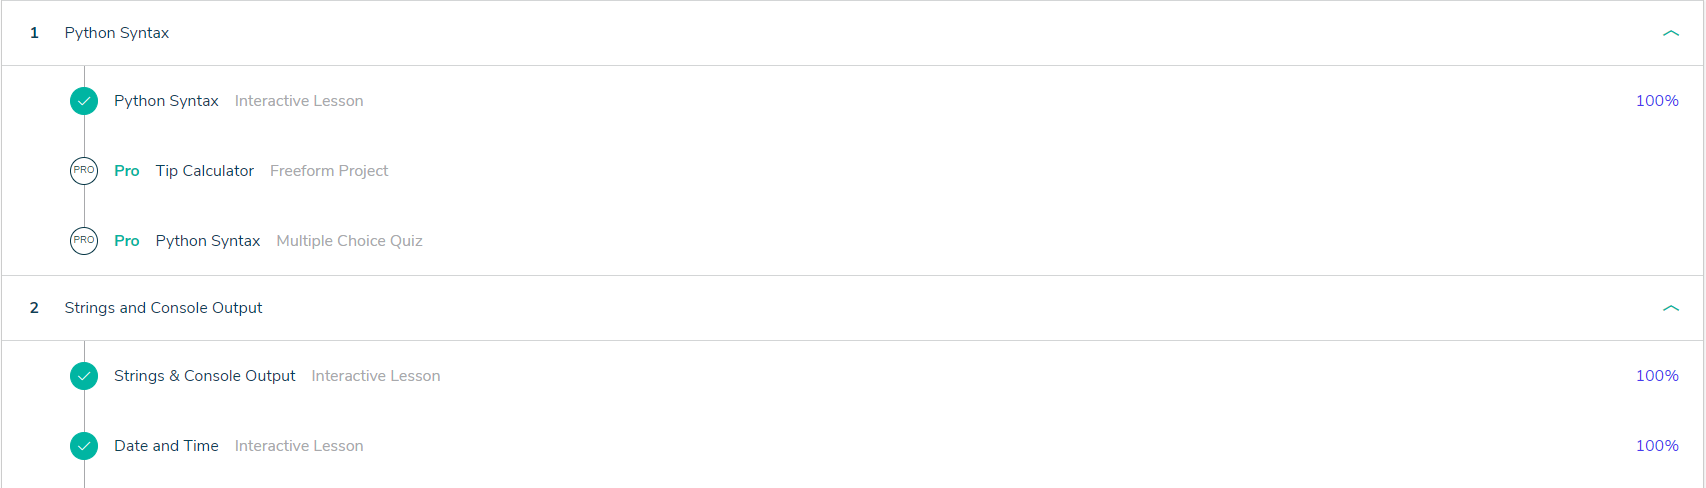 1 Python Syntax
Python Syntax Interactive Lesson 100%
PRO Pro Tip Calculator Freeform Project
PRO Pro Python Syntax Multiple Choice Quiz
2 Strings and Console Output
Strings & Console Output Interactive Lesson 100%
Date and Time Interactive Lesson 100%